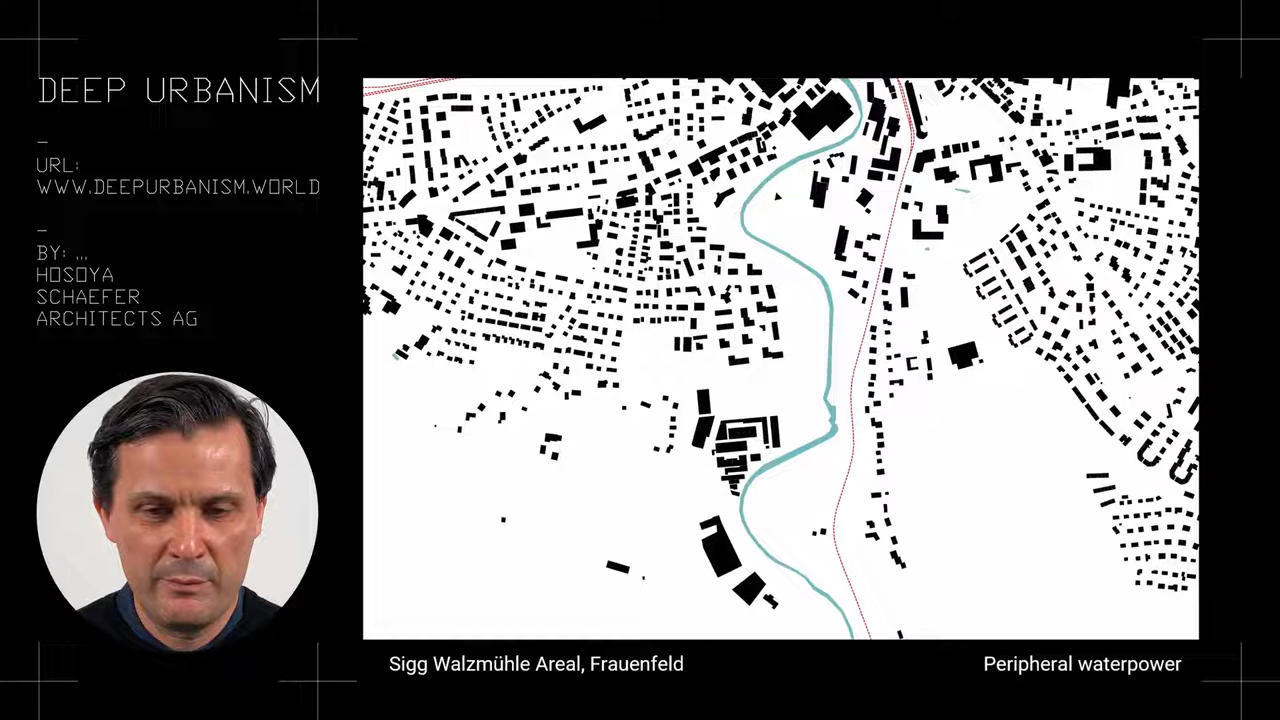 DEEP URBANISM
–
URL:
WWW.DEEPURBANISM.WORLD
–
BY: ...
HOSOYA
SCHAEFER
ARCHITECTS AG
Sigg Walzmühle Areal, Frauenfeld
Peripheral waterpower